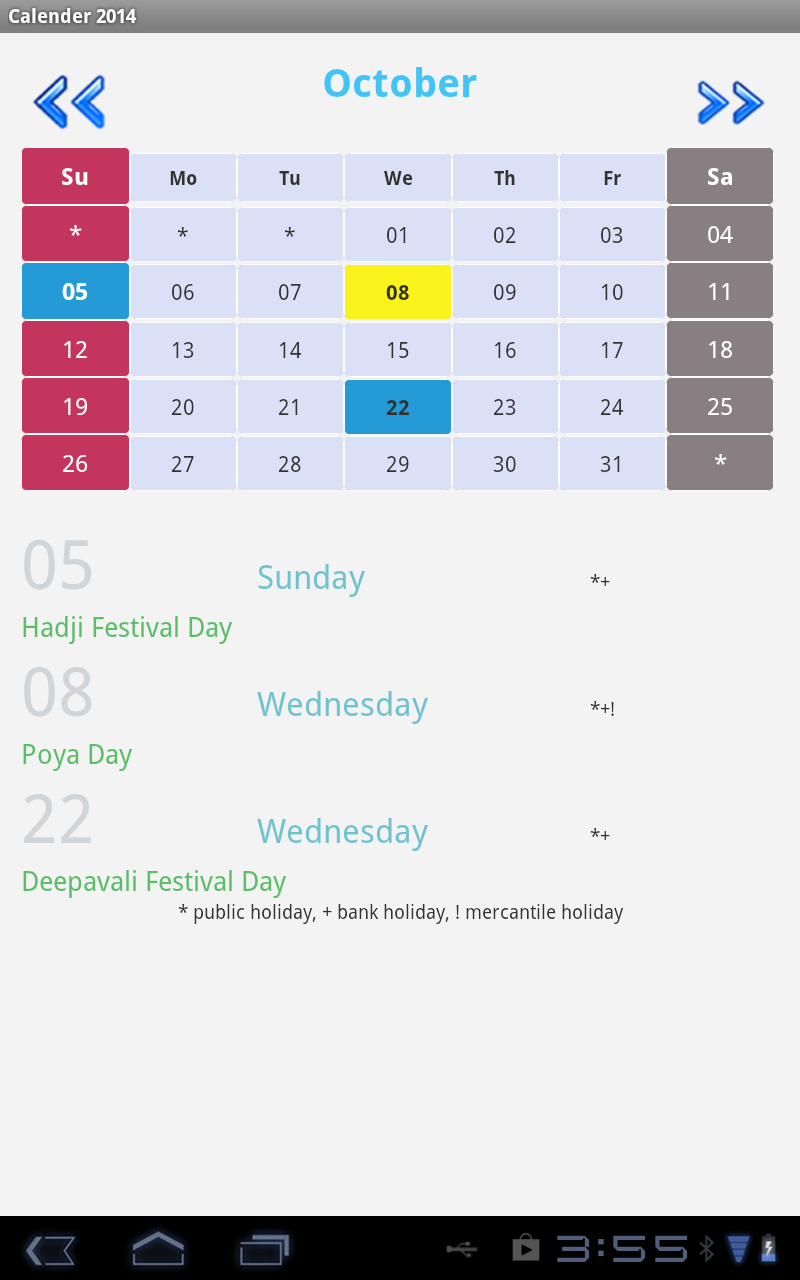 Calender 2014
October
Su Mo Tu We Th Fr Sa
* * * 01 02 03 04
05 06 07 08 09 10 11
12 13 14 15 16 17 18
19 20 21 22 23 24 25
26 27 28 29 30 31 *
05 Sunday *+
Hadji Festival Day
08 Wednesday *+!
Poya Day
22 Wednesday *+
Deepavali Festival Day
* public holiday, + bank holiday, ! mercantile holiday
3:55